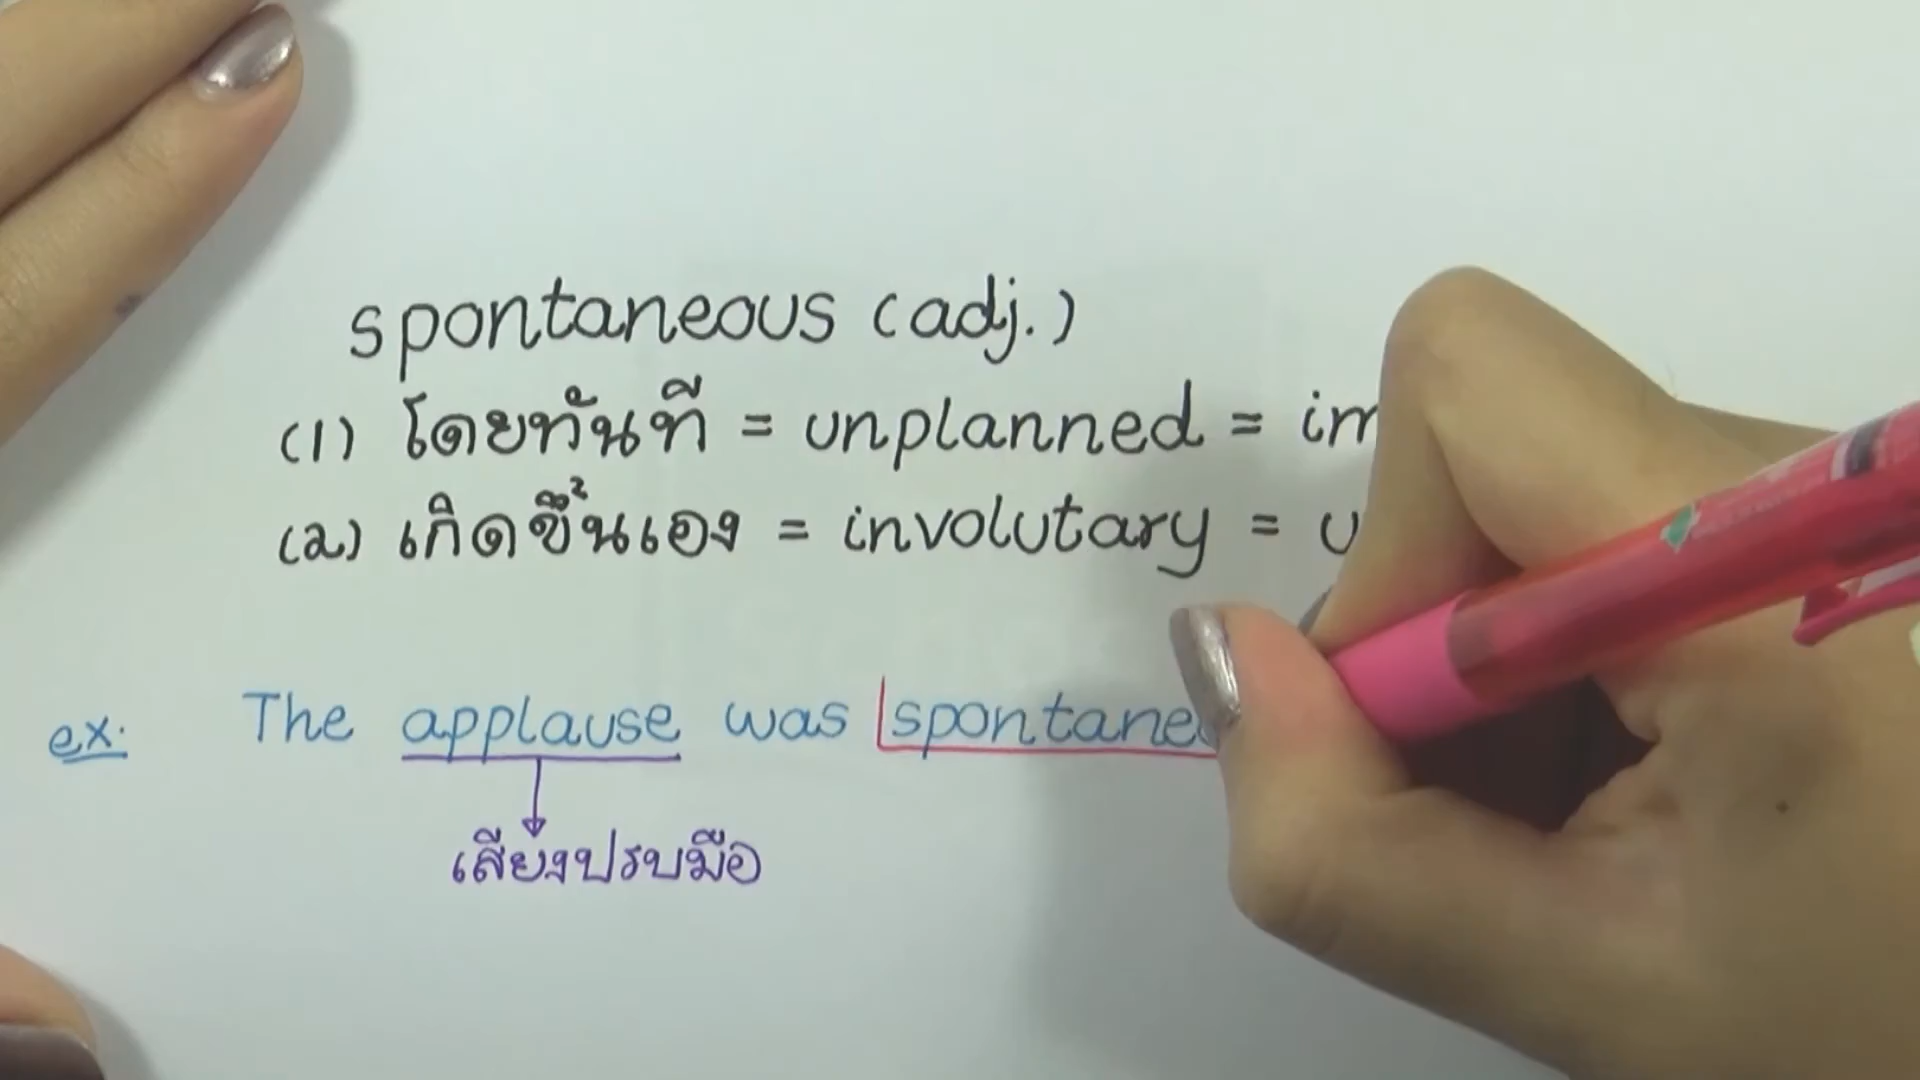 spontaneous (adj.)
(1) โดยทันที = unplanned = im
(2) เกิดขึ้นเอง = involutary = u
ex. The applause was spontane
เสียงปรบมือ